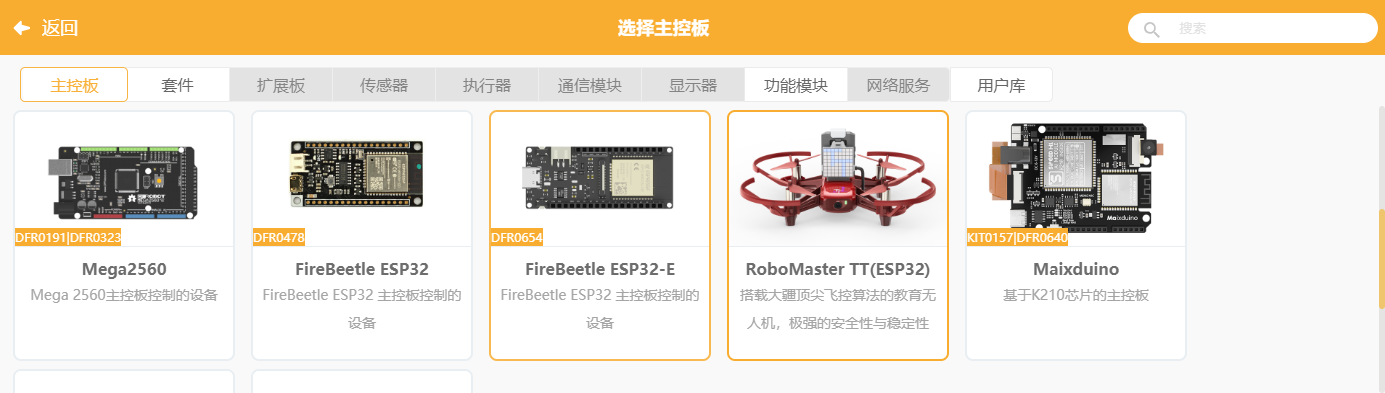 返回
选择主控板
搜索
主控板
套件
扩展板
传感器
执行器
通信模块
显示器
功能模块
网络服务
用户库
DFR0191|DFR0323
Mega2560
Mega 2560主控板控制的设备
DFR0478
FireBeetle ESP32
FireBeetle ESP32 主控板控制的
设备
DFR0654
FireBeetle ESP32-E
FireBeetle ESP32 主控板控制的
设备
RoboMaster TT(ESP32)
搭载大疆顶尖飞控算法的教育无
人机，极强的安全性与稳定性
Maixduino
KIT0157|DFR0640
Maixduino
基于K210芯片的主控板